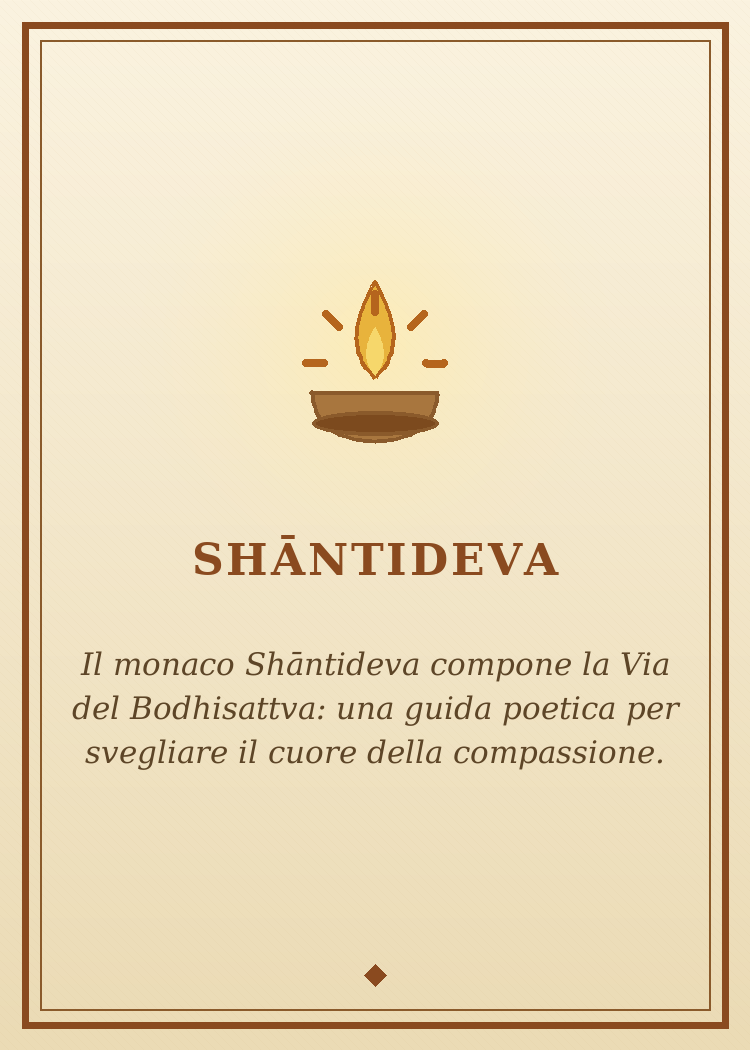 SHĀNTIDEVA
Il monaco Shāntideva compone la Via
del Bodhisattva: una guida poetica per
svegliare il cuore della compassione.